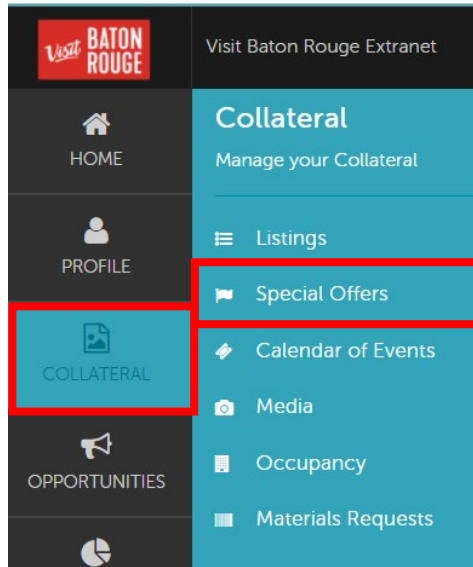 Visit BATON
ROUGE
Visit Baton Rouge Extranet
HOME
PROFILE
COLLATERAL
OPPORTUNITIES
Collateral
Manage your Collateral
Listings
Special Offers
Calendar of Events
Media
Occupancy
Materials Requests